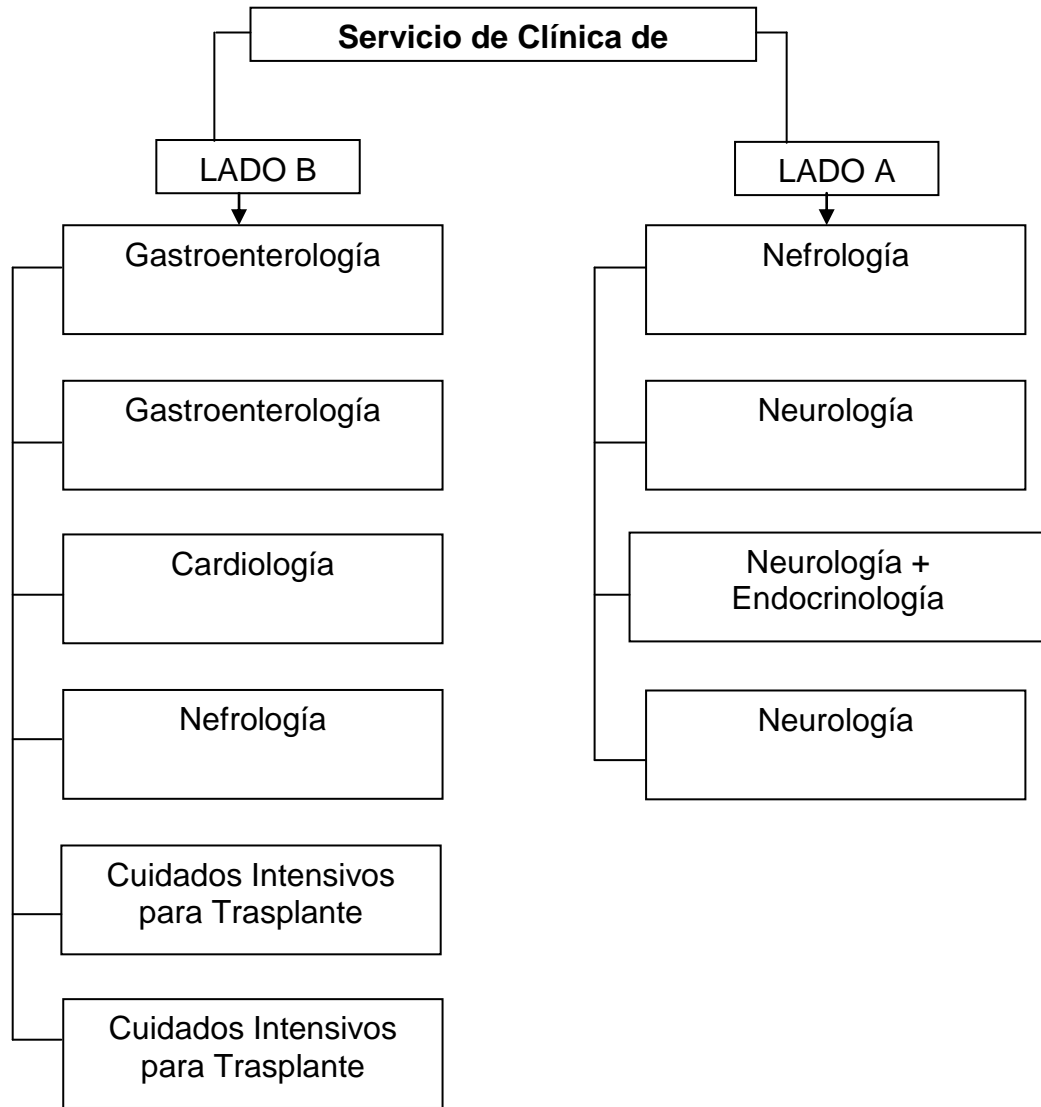 Servicio de Clínica de
LADO B
Gastroenterología
Gastroenterología
Cardiología
Nefrología
Cuidados Intensivos
para Trasplante
Cuidados Intensivos
para Trasplante
LADO A
Nefrología
Neurología
Neurología +
Endocrinología
Neurología